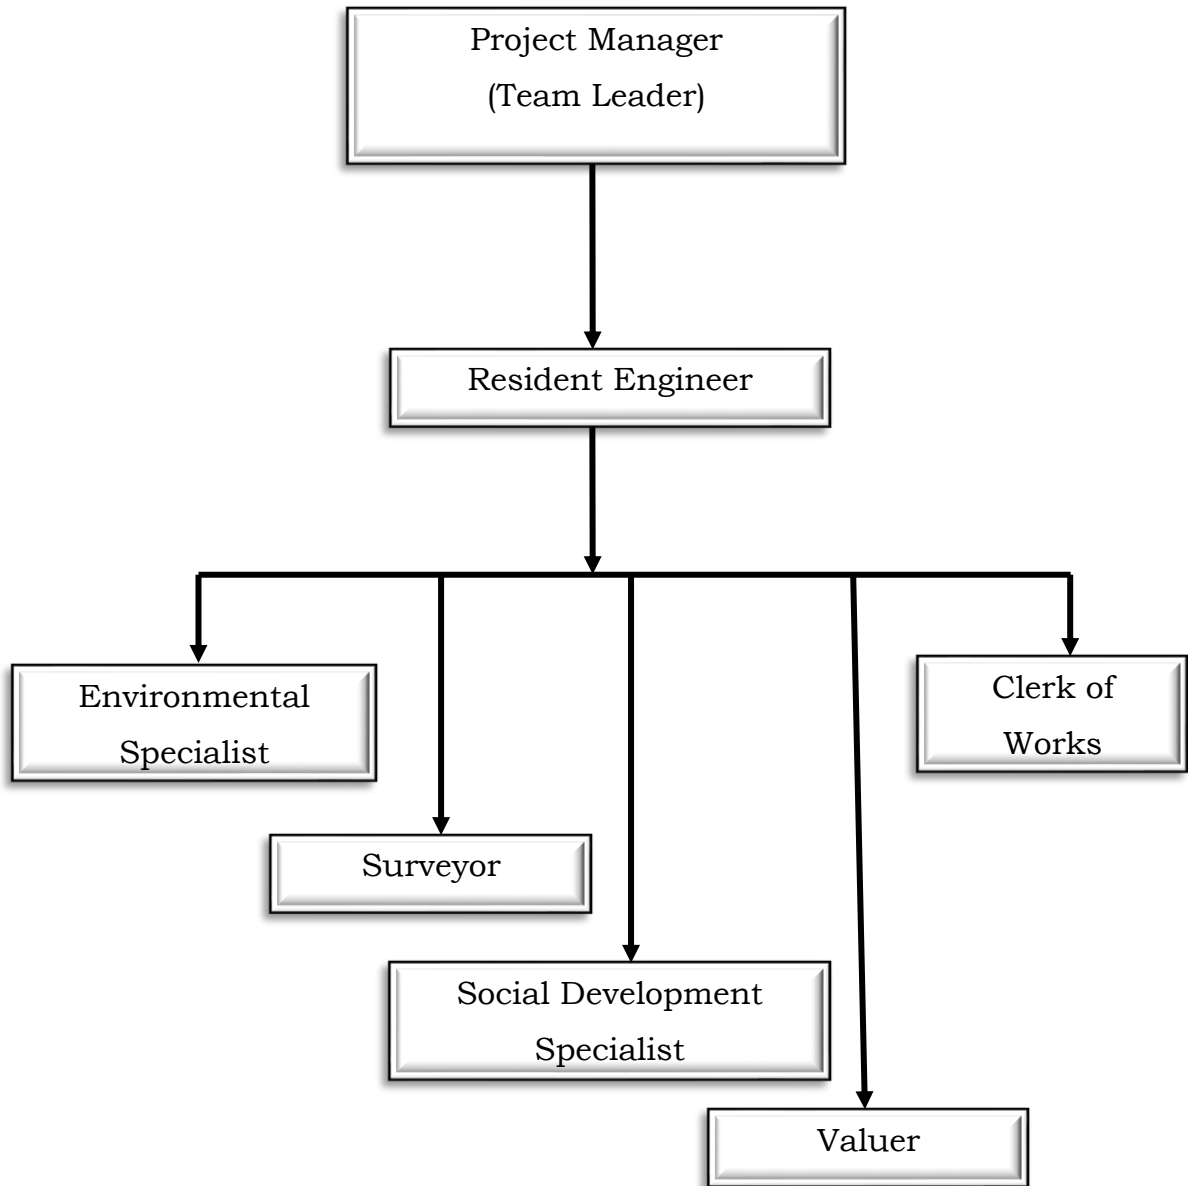 Project Manager
(Team Leader)
Resident Engineer
Environmental
Specialist
Clerk of
Works
Surveyor
Social Development
Specialist
Valuer